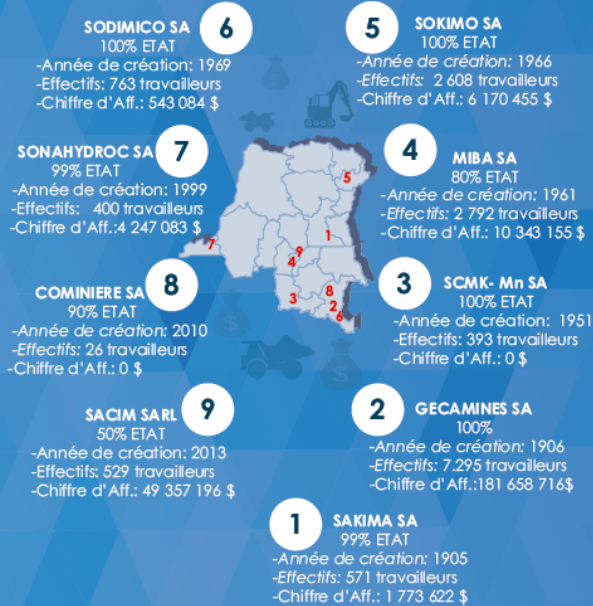 6
SODIMICO SA
100% ETAT
-Année de création: 1969
-Effectifs: 763 travailleurs
-Chiffre d'Aff.: 543 084 $
5
SOKIMO SA
100% ETAT
-Année de création: 1966
-Effectifs: 2 608 travailleurs
-Chiffre d'Aff.: 6 170 455 $
7
SONAHYDROC SA
99% ETAT
-Année de création: 1999
-Effectifs: 400 travailleurs
-Chiffre d'Aff.:4 247 083 $
4
MIBA SA
80% ETAT
-Année de création: 1961
-Effectifs: 2 792 travailleurs
-Chiffre d'Aff.: 10 343 155 $
5
1
9
7
4
8
3
2
6
8
COMINIERE SA
90% ETAT
-Année de création: 2010
-Effectifs: 26 travailleurs
-Chiffre d'Aff.: 0 $
3
SCMK- Mn SA
100% ETAT
-Année de création: 1951
-Effectifs: 393 travailleurs
-Chiffre d'Aff.: 0 $
$
$
9
SACIM SARL
50% ETAT
-Année de création: 2013
-Effectifs: 529 travailleurs
-Chiffre d'Aff.: 49 357 196 $
2
GECAMINES SA
100%
-Année de création: 1906
-Effectifs: 7.295 travailleurs
-Chiffre d'Aff.:181 658 716$
1
SAKIMA SA
99% ETAT
-Année de création: 1905
-Effectifs: 571 travailleurs
-Chiffre d'Aff.: 1 773 622 $